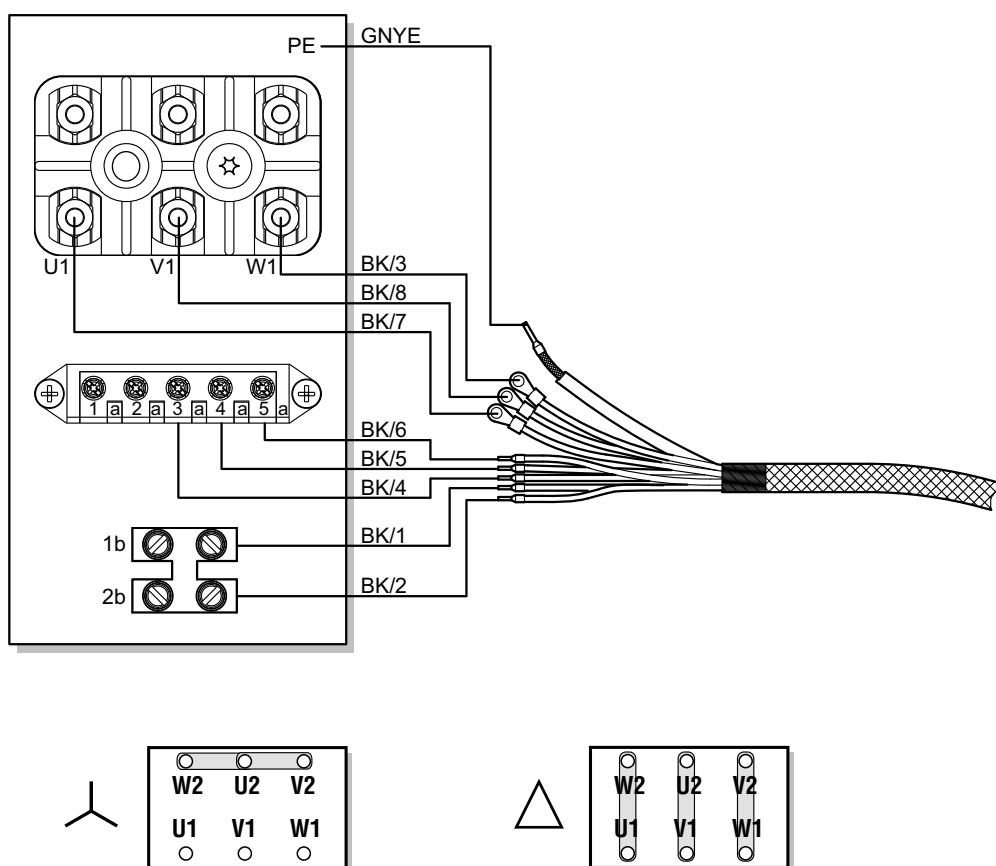 PE GNYE
U1 V1 W1
BK/3
BK/8
BK/7
1 a 2 a 3 a 4 a 5 a
BK/6
BK/5
BK/4
1b BK/1
2b BK/2
W2 U2 V2
U1 V1 W1
W2 U2 V2
U1 V1 W1